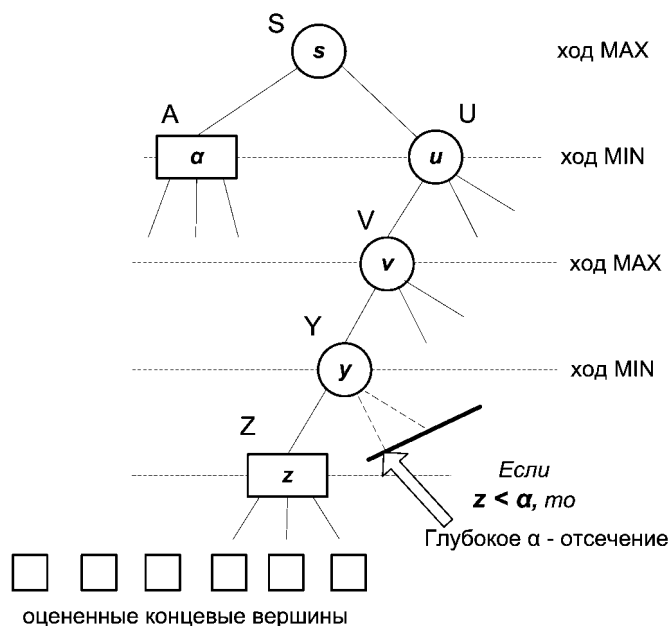 S
s
ход MAX
A
U
α
u
ход MIN
V
v
ход MAX
Y
y
ход MIN
Z
z
Если
z < α, то
Глубокое α - отсечение
оцененные концевые вершины